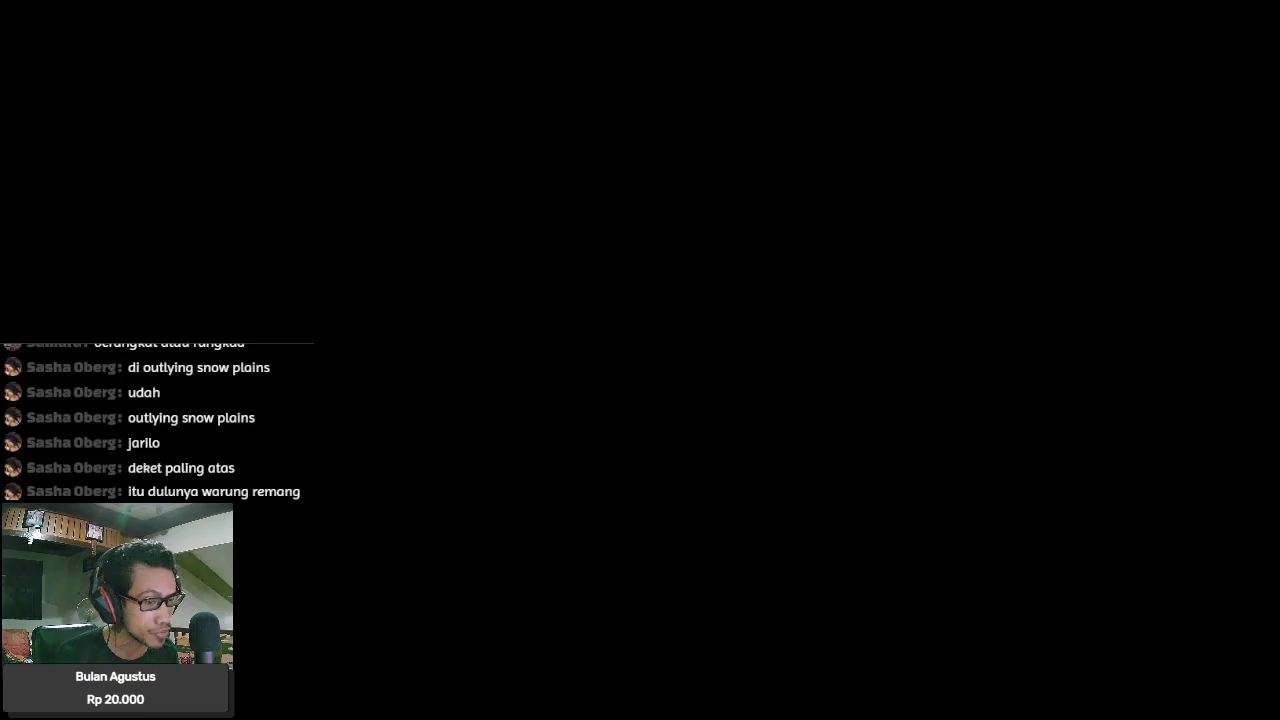 Sasha Oberg: di outlying snow plains
Sasha Oberg: udah
Sasha Oberg: outlying snow plains
Sasha Oberg: jarilo
Sasha Oberg: deket paling atas
Sasha Oberg: itu dulunya warung remang
Bulan Agustus
Rp 20.000